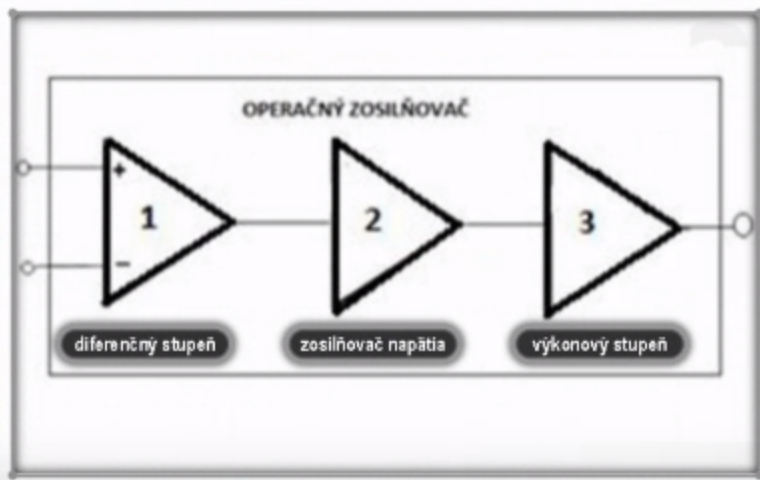 OPERAČNÝ ZOSILŇOVAČ
+
1
2
3
−
diferenčný stupeň
zosilňovač napätia
výkonový stupeň